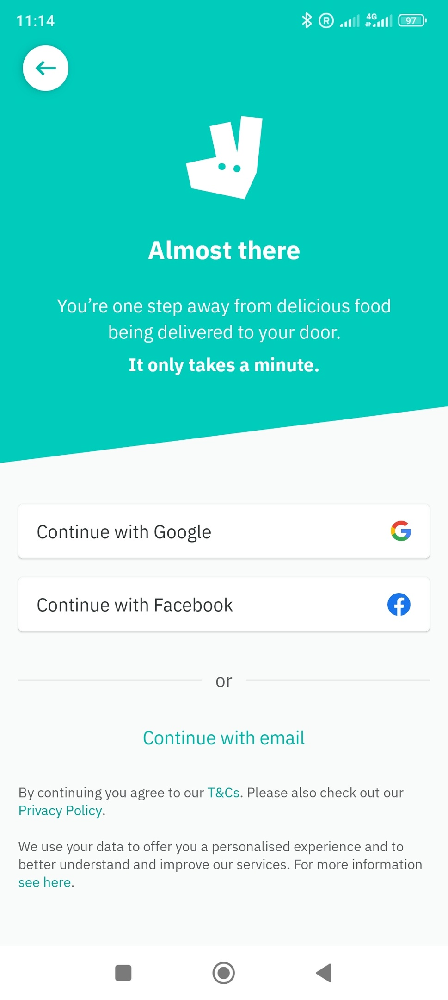 11:14
R
4G
97
Almost there
You’re one step away from delicious food
being delivered to your door.
It only takes a minute.
Continue with Google
Continue with Facebook
or
Continue with email
By continuing you agree to our T&Cs. Please also check out our
Privacy Policy.
We use your data to offer you a personalised experience and to
better understand and improve our services. For more information
see here.